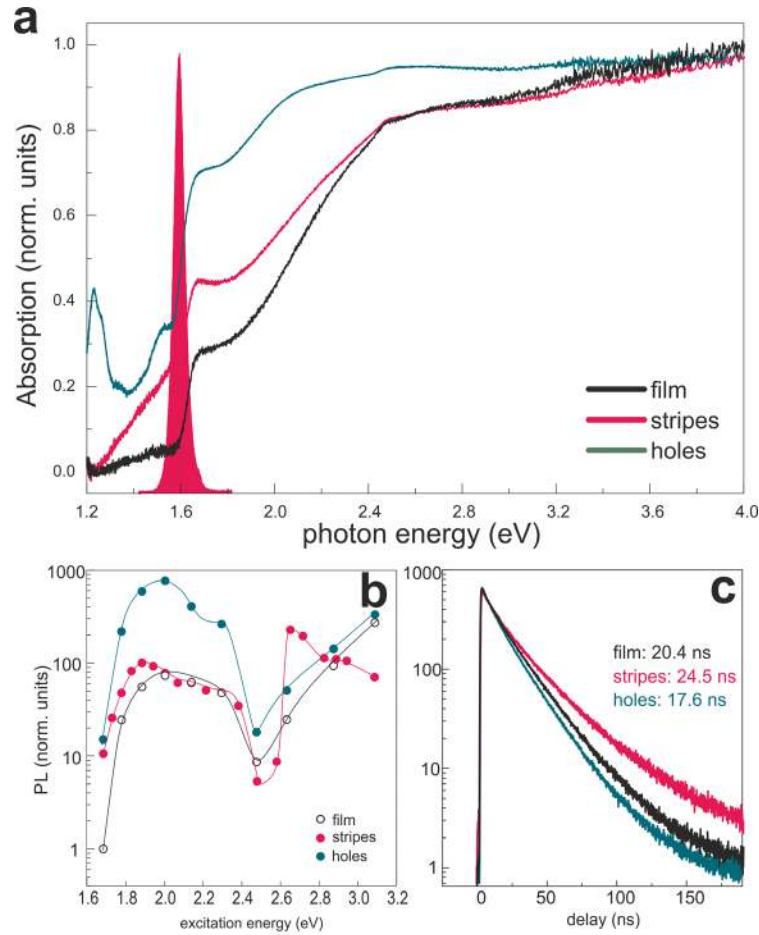 a
1.0
0.8
0.6
0.4
0.2
0.0
Absorption (norm. units)
film
stripes
holes
1.2 1.6 2.0 2.4 2.8 3.2 3.6 4.0
photon energy (eV)
b
1000
100
10
1
PL (norm. units)
film
stripes
holes
1.6 1.8 2.0 2.2 2.4 2.6 2.8 3.0 3.2
excitation energy (eV)
c
1000
100
10
1
film: 20.4 ns
stripes: 24.5 ns
holes: 17.6 ns
0 50 100 150
delay (ns)